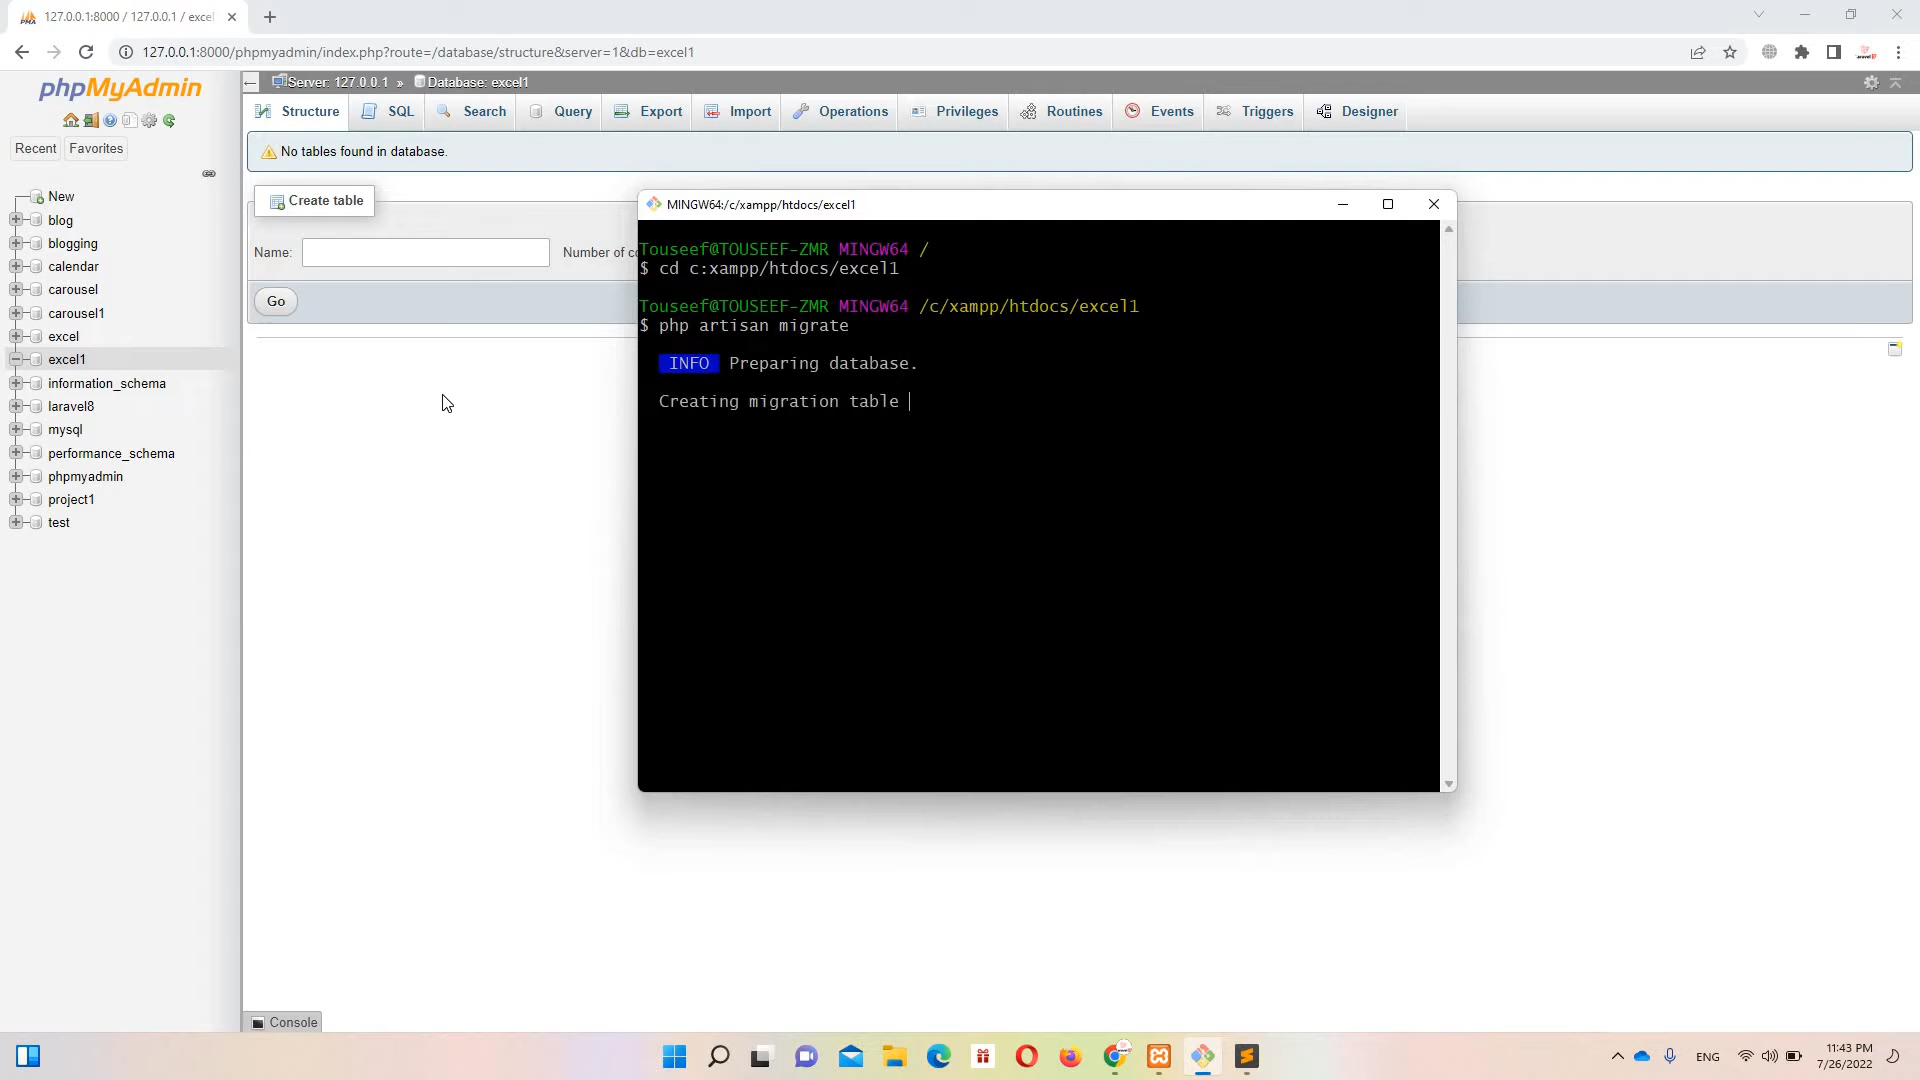 127.0.0.1:8000 / 127.0.0.1 / excel
127.0.0.1:8000/phpmyadmin/index.php?route=/database/structure&server=1&db=excel1
phpMyAdmin
Recent
Favorites
New
blog
blogging
calendar
carousel
carousel1
excel
excel1
information_schema
laravel8
mysql
performance_schema
phpmyadmin
project1
test
Server: 127.0.0.1 » Database: excel1
Structure SQL Search Query Export Import Operations Privileges Routines Events Triggers Designer
No tables found in database.
Create table
Name:
Number of co
Go
Console
MINGW64:/c/xampp/htdocs/excel1
Touseef@TOUSEEF-ZMR MINGW64 /
$ cd c:xampp/htdocs/excel1
Touseef@TOUSEEF-ZMR MINGW64 /c/xampp/htdocs/excel1
$ php artisan migrate
INFO Preparing database.
Creating migration table
ENG
11:43 PM
7/26/2022